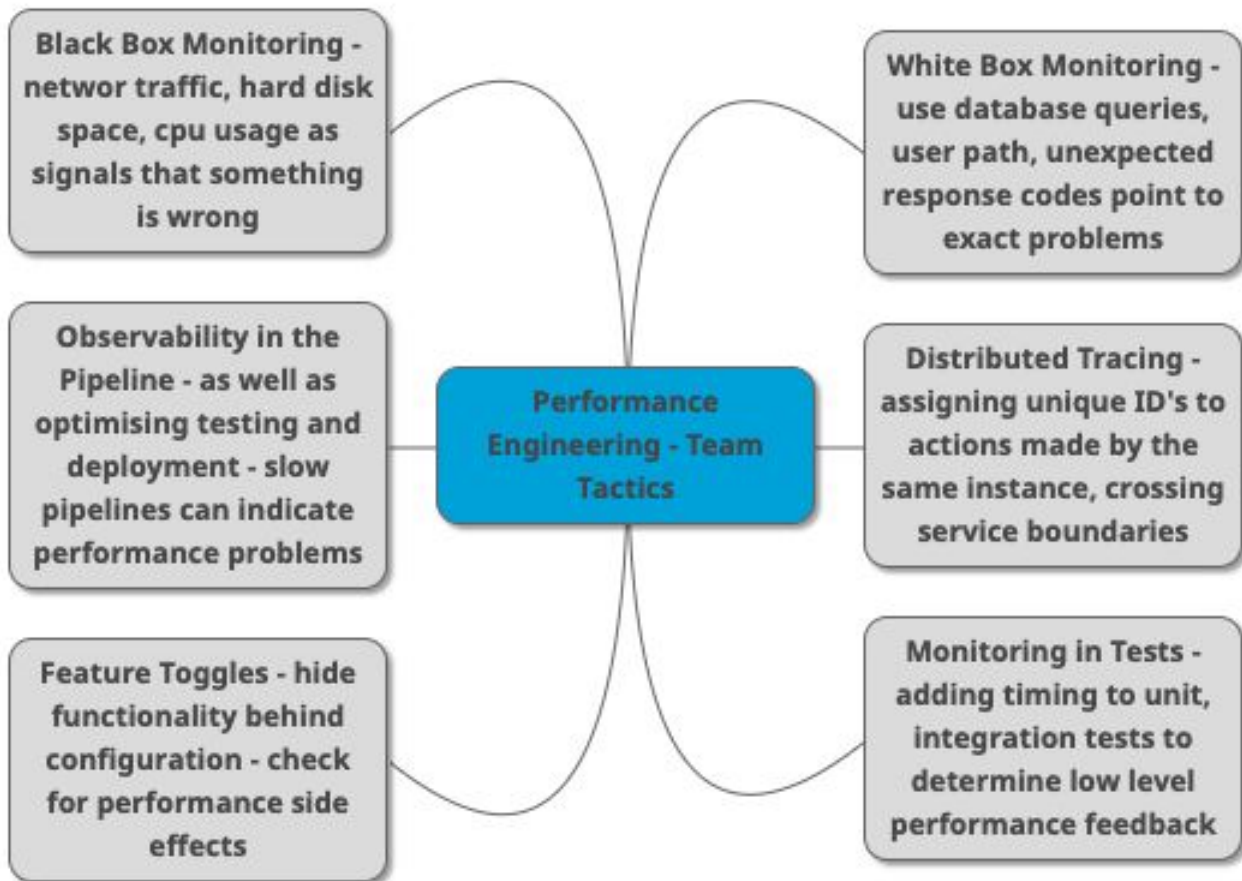 Black Box Monitoring -
networ traffic, hard disk
space, cpu usage as
signals that something
is wrong
White Box Monitoring -
use database queries,
user path, unexpected
response codes point to
exact problems
Observability in the
Pipeline - as well as
optimising testing and
deployment - slow
pipelines can indicate
performance problems
Performance
Engineering - Team
Tactics
Distributed Tracing -
assigning unique ID's to
actions made by the
same instance, crossing
service boundaries
Feature Toggles - hide
functionality behind
configuration - check
for performance side
effects
Monitoring in Tests -
adding timing to unit,
integration tests to
determine low level
performance feedback